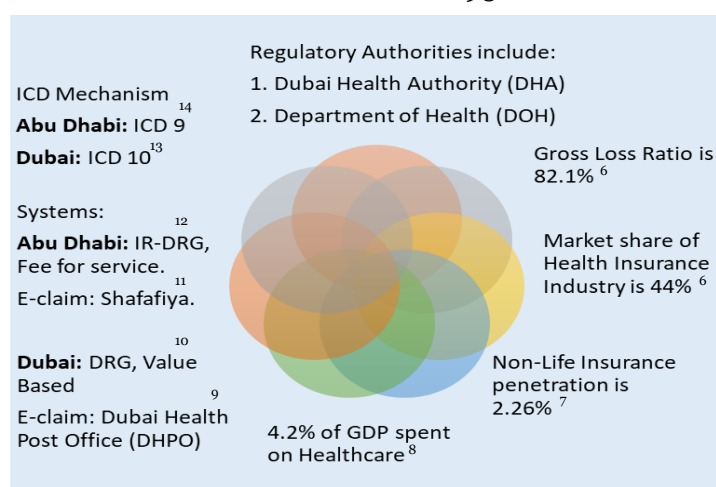 Regulatory Authorities include:
1. Dubai Health Authority (DHA)
2. Department of Health (DOH)
ICD Mechanism
Abu Dhabi: ICD 9 14
Dubai: ICD 10 13
Systems:
Abu Dhabi: IR-DRG, 12
Fee for service.
E-claim: Shafafiya. 11
Dubai: DRG, Value 10
Based
E-claim: Dubai Health 9
Post Office (DHPO)
Gross Loss Ratio is
82.1% 6
Market share of
Health Insurance
Industry is 44% 6
Non-Life Insurance
penetration is
2.26% 7
4.2% of GDP spent
on Healthcare 8